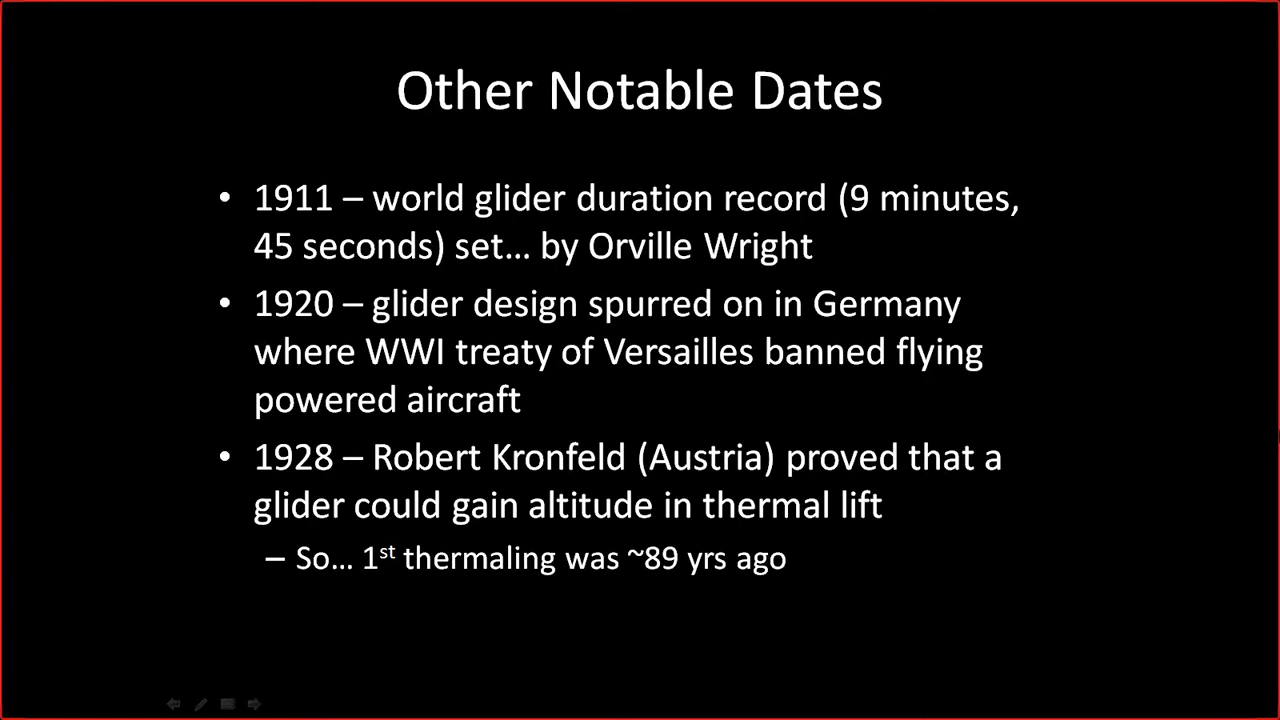 Other Notable Dates
• 1911 – world glider duration record (9 minutes,
45 seconds) set… by Orville Wright
• 1920 – glider design spurred on in Germany
where WWI treaty of Versailles banned flying
powered aircraft
• 1928 – Robert Kronfeld (Austria) proved that a
glider could gain altitude in thermal lift
– So… 1st thermaling was ~89 yrs ago